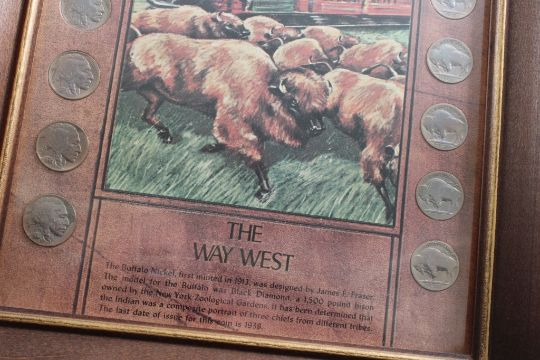 THE
WAY WEST
The Buffalo Nickel, first minted in 1913, was designed by James E. Fraser.
The model for the Buffalo was Black Diamond, a 1,500 pound bison
owned by the New York Zoological Gardens. It has been determined that
the Indian was a composite portrait of three chiefs from different tribes.
The last date of issue for this coin is 1938.